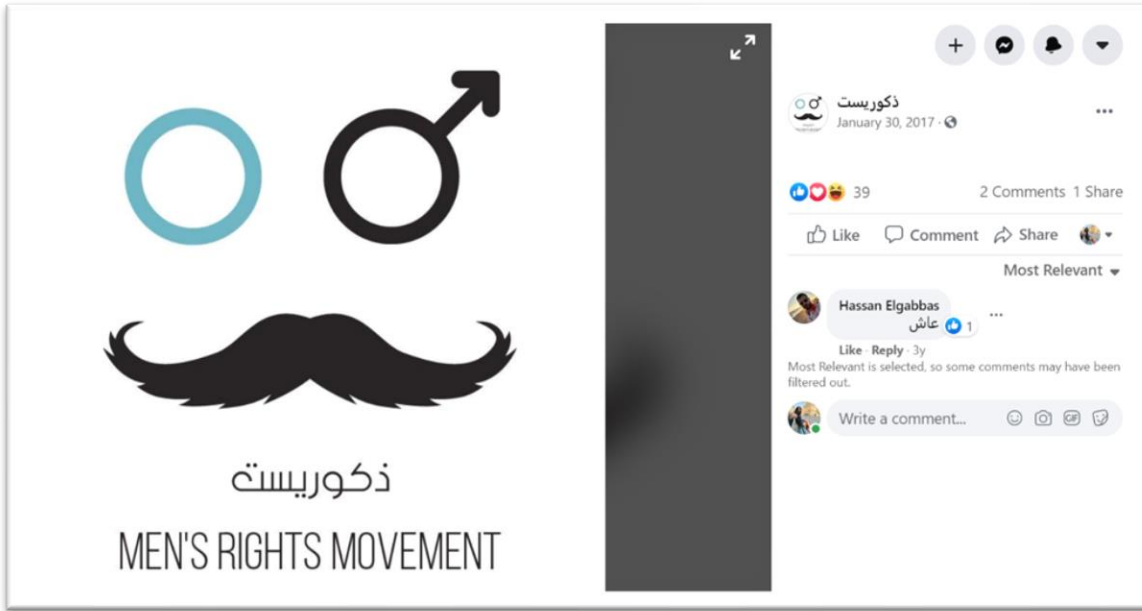 ذكوريست
MEN'S RIGHTS MOVEMENT
ذكوريست
January 30, 2017 ·
39
2 Comments 1 Share
Like Comment Share
Most Relevant
Hassan Elgabbas
عاش
1
Like · Reply · 3y
Most Relevant is selected, so some comments may have been
filtered out.
Write a comment...
GIF